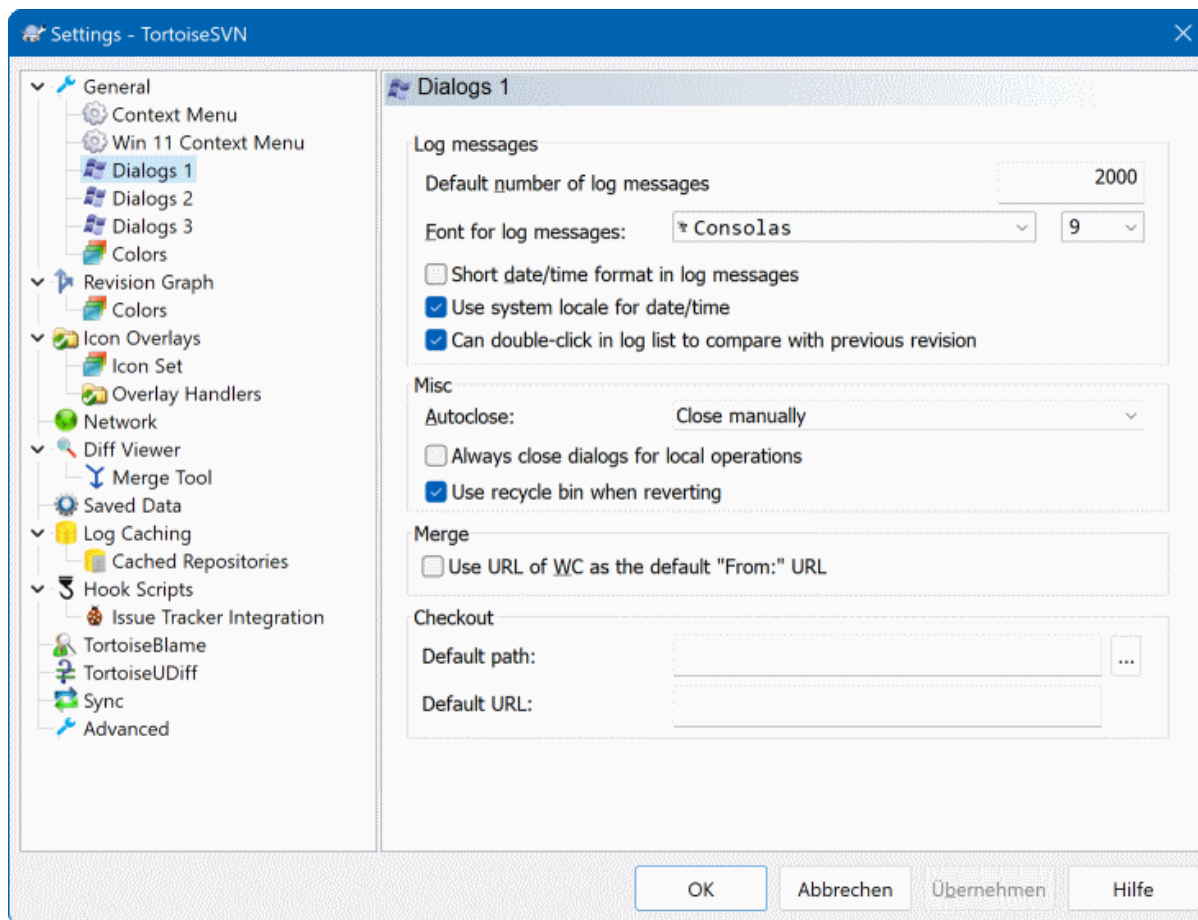 Settings - TortoiseSVN
General
Context Menu
Win 11 Context Menu
Dialogs 1
Dialogs 2
Dialogs 3
Colors
Revision Graph
Colors
Icon Overlays
Icon Set
Overlay Handlers
Network
Diff Viewer
Merge Tool
Saved Data
Log Caching
Cached Repositories
Hook Scripts
Issue Tracker Integration
TortoiseBlame
TortoiseUDiff
Sync
Advanced
Dialogs 1
Log messages
Default number of log messages 2000
Font for log messages: Consolas 9
Short date/time format in log messages
Use system locale for date/time
Can double-click in log list to compare with previous revision
Misc
Autoclose: Close manually
Always close dialogs for local operations
Use recycle bin when reverting
Merge
Use URL of WC as the default "From:" URL
Checkout
Default path: ...
Default URL:
OK Abbrechen Übernehmen Hilfe